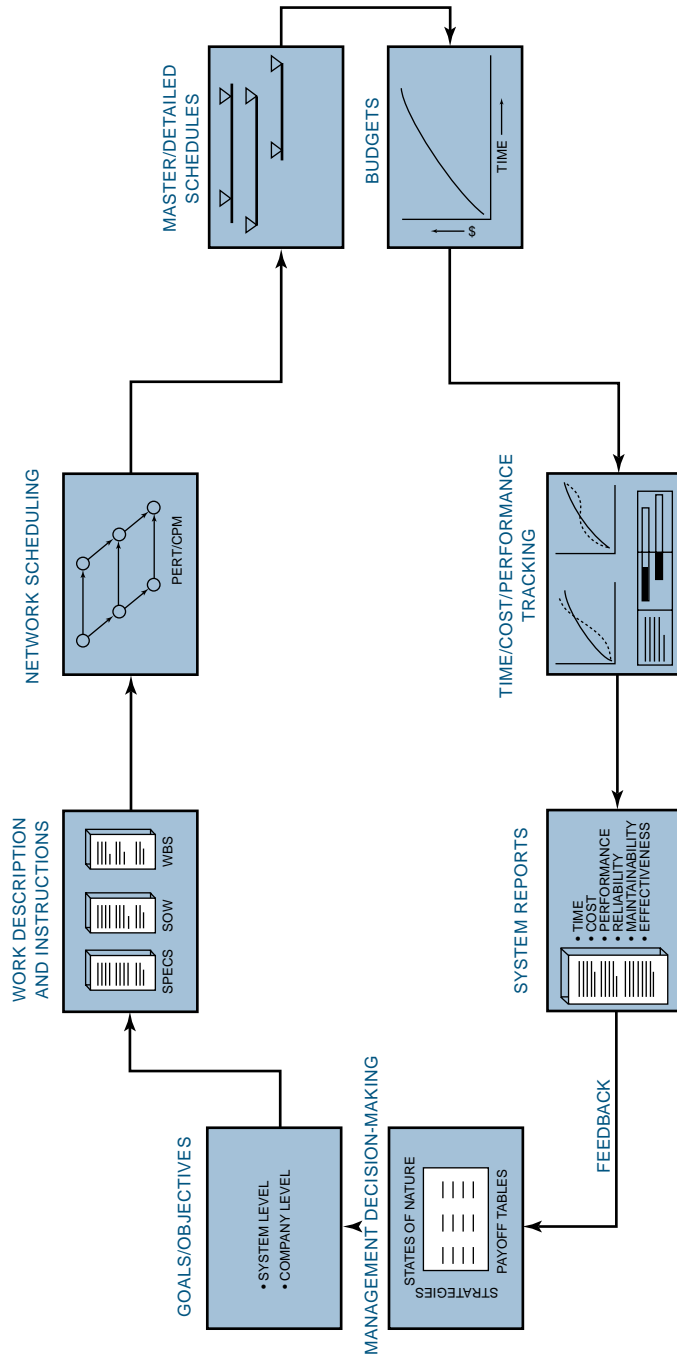 GOALS/OBJECTIVES
• SYSTEM LEVEL
• COMPANY LEVEL
WORK DESCRIPTION
AND INSTRUCTIONS
SPECS
SOW
WBS
NETWORK SCHEDULING
PERT/CPM
MASTER/DETAILED
SCHEDULES
BUDGETS
$
TIME
TIME/COST/PERFORMANCE
TRACKING
SYSTEM REPORTS
• TIME
• COST
• PERFORMANCE
• RELIABILITY
• MAINTAINABILITY
• EFFECTIVENESS
FEEDBACK
MANAGEMENT DECISION-MAKING
STATES OF NATURE
STRATEGIES
PAYOFF TABLES